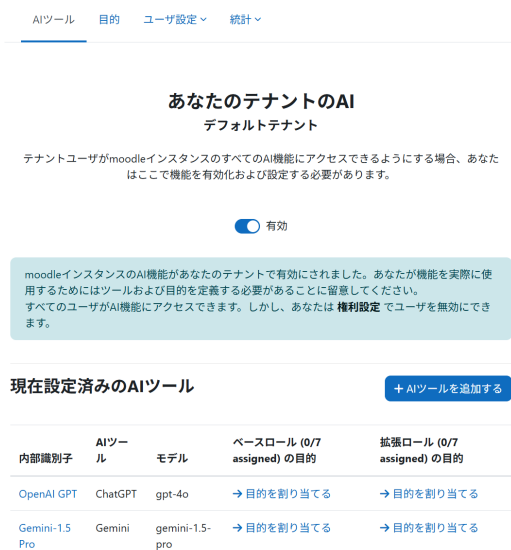 AIツール 目的 ユーザ設定 統計
あなたのテナントのAI
デフォルトテナント
テナントユーザがmoodleインスタンスのすべてのAI機能にアクセスできるようにする場合、あなた
はここで機能を有効化および設定する必要があります。
有効
moodleインスタンスのAI機能があなたのテナントで有効にされました。あなたが機能を実際に使
用するためにはツールおよび目的を定義する必要があることに留意してください。
すべてのユーザがAI機能にアクセスできます。しかし、あなたは 権利設定 でユーザを無効にでき
ます。
現在設定済みのAIツール
+ AIツールを追加する
内部識別子 AIツー
ル モデル ベースロール (0/7
assigned) の目的 拡張ロール (0/7
assigned) の目的
OpenAI GPT ChatGPT gpt-4o → 目的を割り当てる → 目的を割り当てる
Gemini-1.5 Gemini gemini-1.5- → 目的を割り当てる → 目的を割り当てる
Pro pro